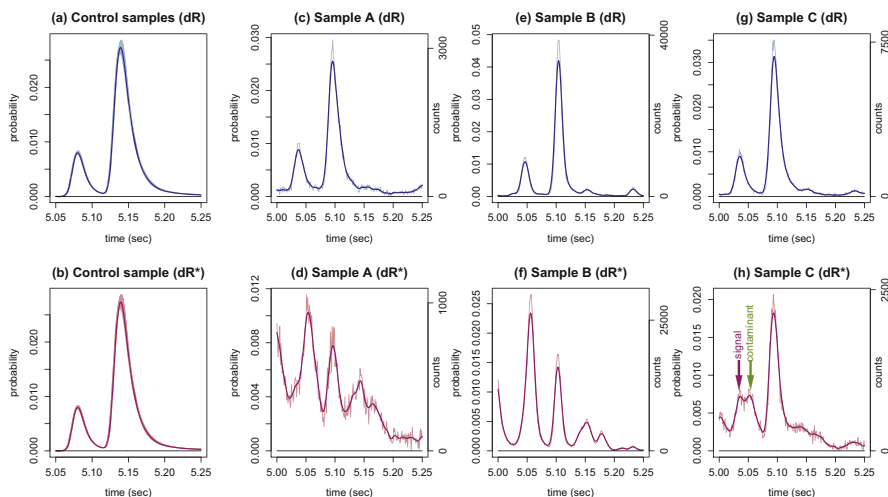 (a) Control samples (dR)
probability
0.000
0.010
0.020
5.05
5.10
5.15
5.20
5.25
time (sec)
(c) Sample A (dR)
probability
0.000
0.010
0.020
0.030
counts
0
3000
5.00
5.05
5.10
5.15
5.20
5.25
time (sec)
(e) Sample B (dR)
probability
0.00
0.01
0.02
0.03
0.04
0.05
counts
0
40000
5.00
5.05
5.10
5.15
5.20
5.25
time (sec)
(g) Sample C (dR)
probability
0.000
0.010
0.020
0.030
counts
0
7500
5.00
5.05
5.10
5.15
5.20
5.25
time (sec)
(b) Control sample (dR*)
probability
0.000
0.010
0.020
5.05
5.10
5.15
5.20
5.25
time (sec)
(d) Sample A (dR*)
probability
0.000
0.004
0.008
0.012
counts
0
1000
5.00
5.05
5.10
5.15
5.20
5.25
time (sec)
(f) Sample B (dR*)
probability
0.000
0.005
0.010
0.015
0.020
0.025
counts
0
25000
5.00
5.05
5.10
5.15
5.20
5.25
time (sec)
(h) Sample C (dR*)
probability
0.000
0.005
0.010
0.015
0.020
signal
contaminant
counts
0
2500
5.00
5.05
5.10
5.15
5.20
5.25
time (sec)